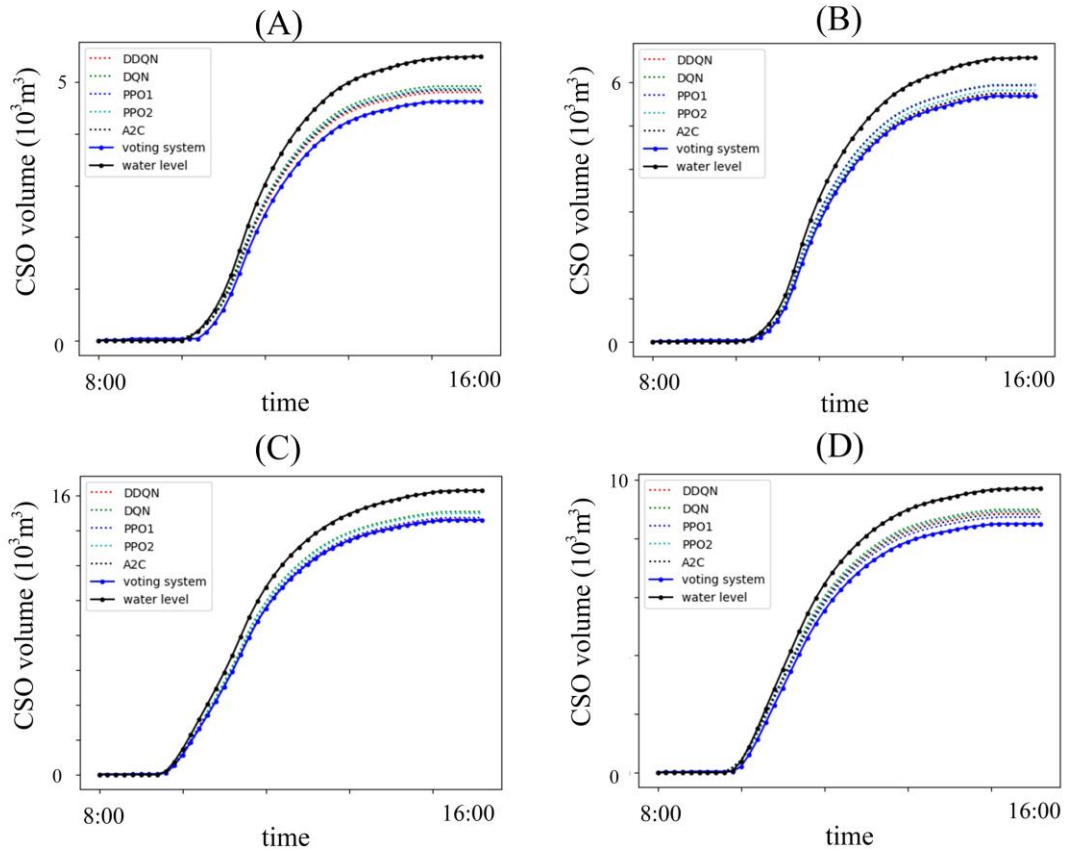 (A)
CSO volume (10³m³)
5
0
DDQN
DQN
PPO1
PPO2
A2C
voting system
water level
8:00
16:00
time
(B)
CSO volume (10³m³)
6
0
DDQN
DQN
PPO1
PPO2
A2C
voting system
water level
8:00
16:00
time
(C)
CSO volume (10³m³)
16
0
DDQN
DQN
PPO1
PPO2
A2C
voting system
water level
8:00
16:00
time
(D)
CSO volume (10³m³)
10
0
DDQN
DQN
PPO1
PPO2
A2C
voting system
water level
8:00
16:00
time